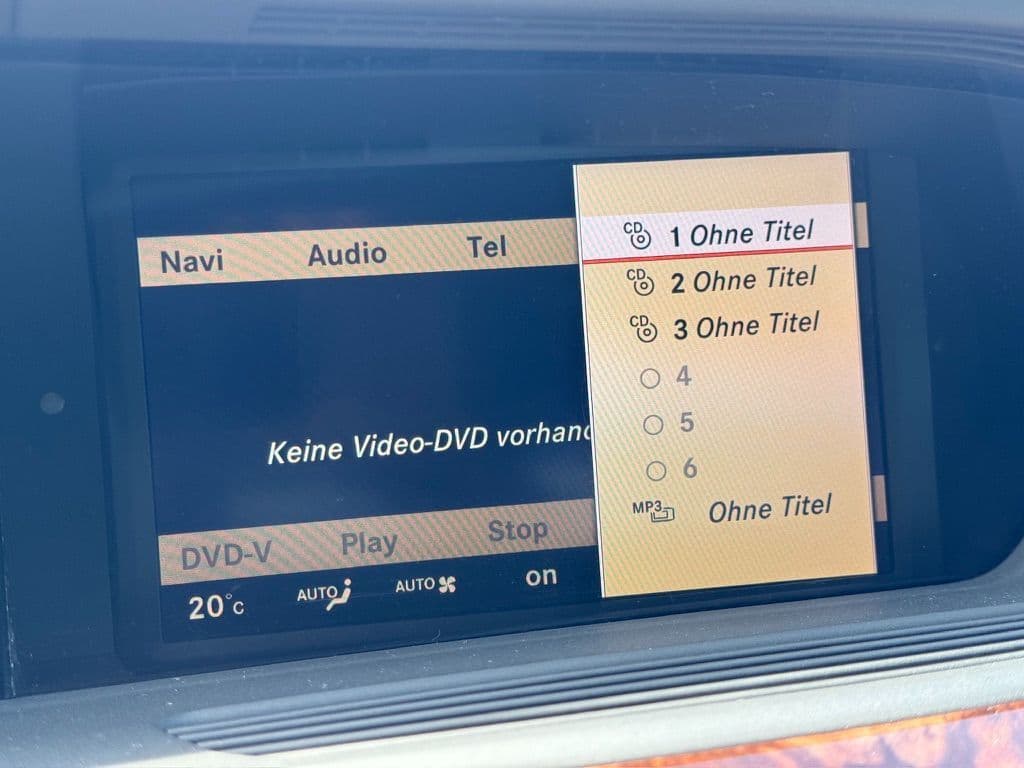 Navi Audio Tel
Keine Video-DVD vorhand
DVD-V Play Stop
20°C AUTO AUTO on
CD 1 Ohne Titel
CD 2 Ohne Titel
CD 3 Ohne Titel
4
5
6
MP3 Ohne Titel